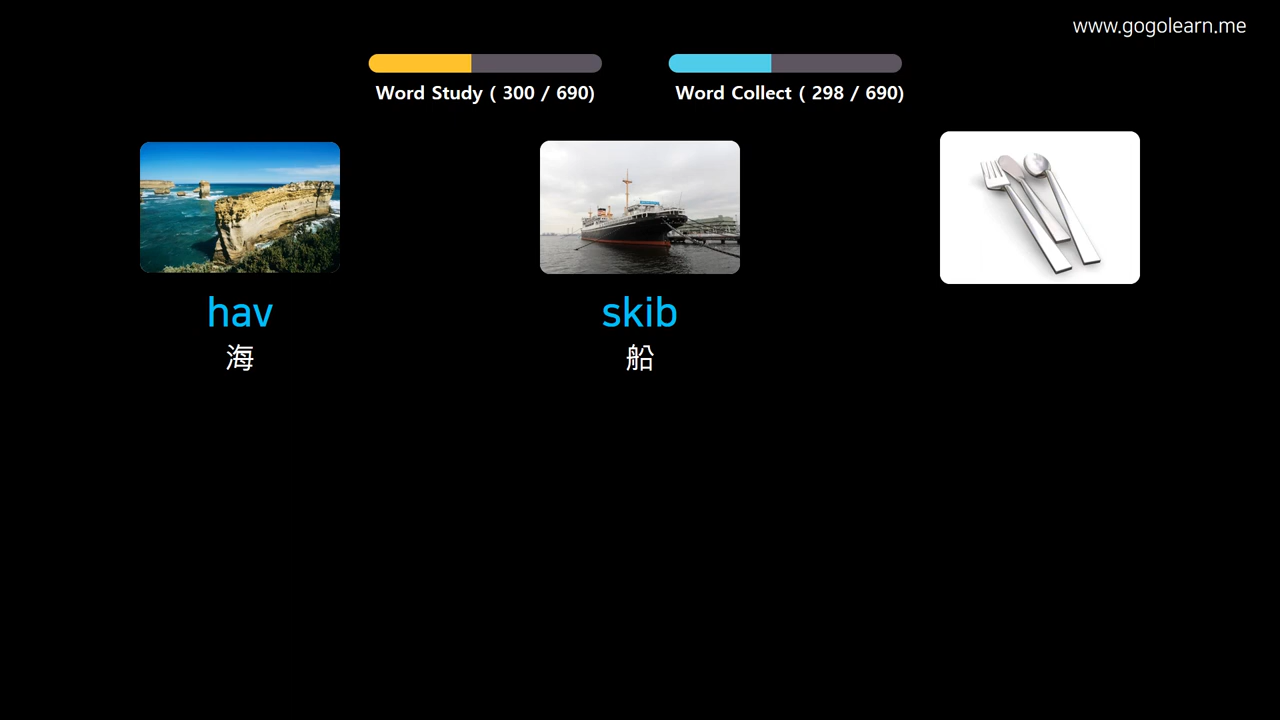 www.gogolearn.me
Word Study ( 300 / 690)
Word Collect ( 298 / 690)
hav
海
skib
船